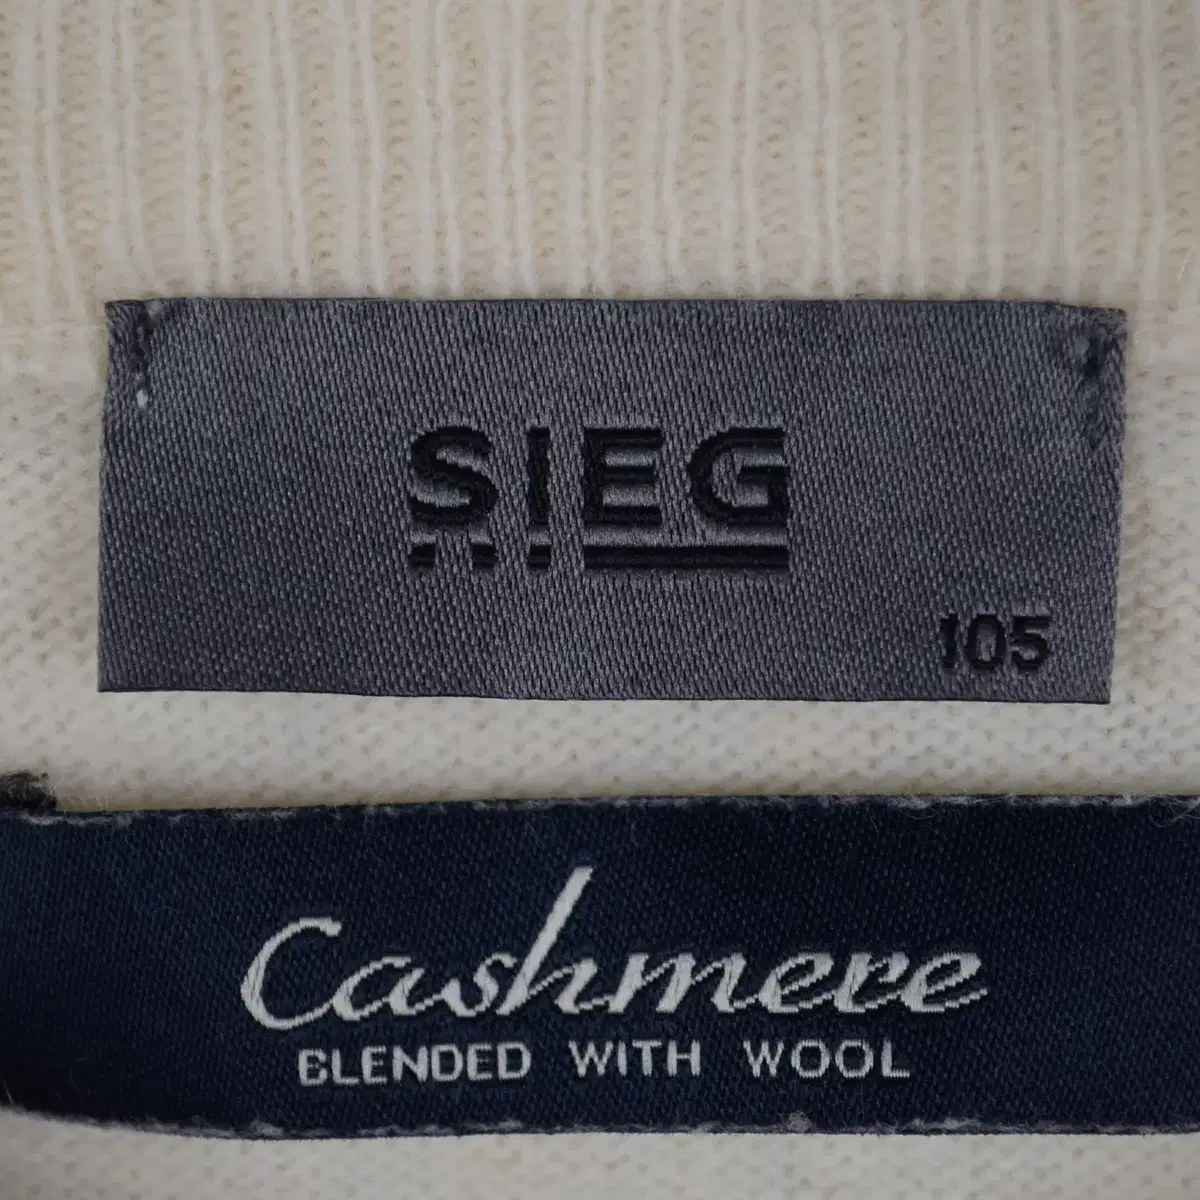 SIEG
105
Cashmere
BLENDED WITH WOOL